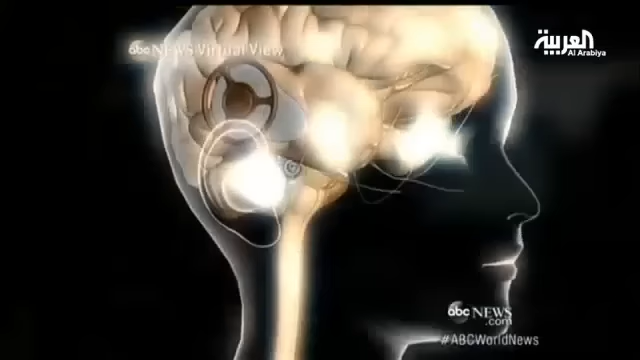 abc NEWS Virtual View
العربية
Al Arabiya
abc NEWS
.com
#ABCWorldNews